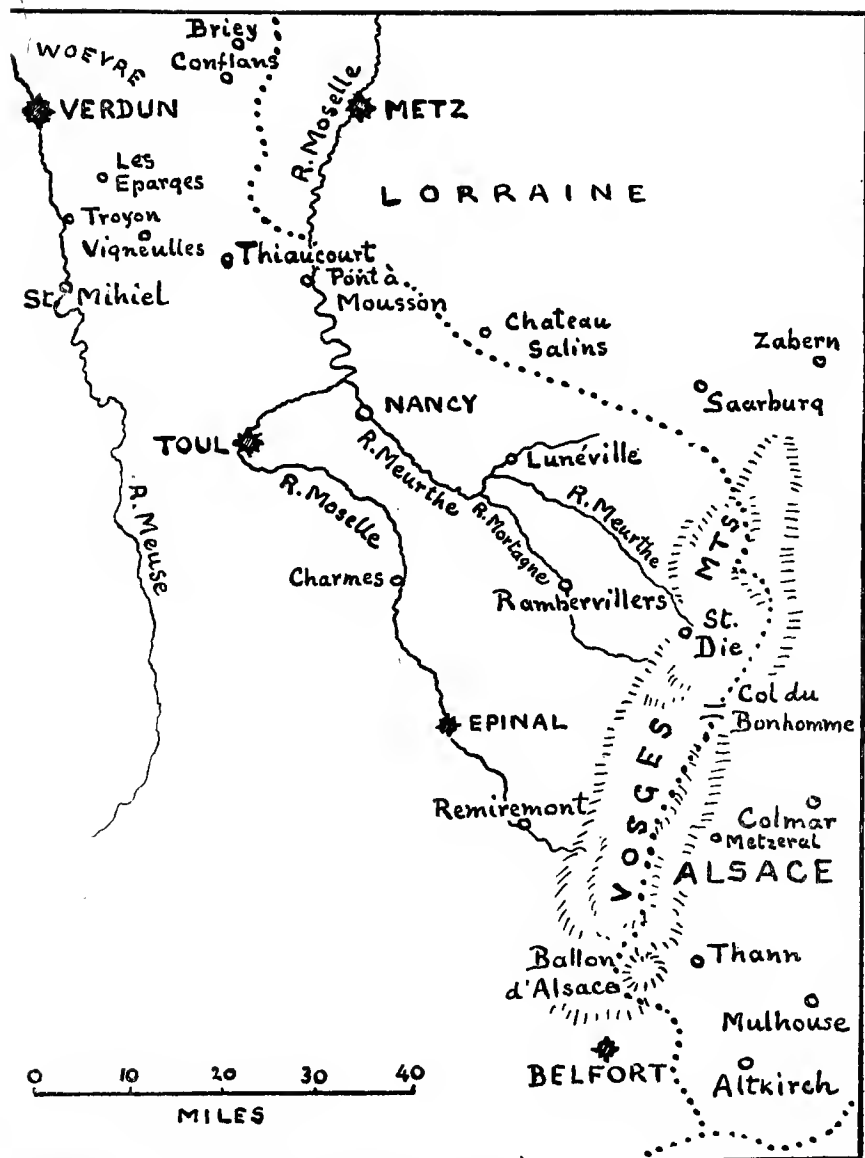 Briey
Conflans
WOEVRE
VERDUN
R. Moselle
METZ
Les
Eparges
LORRAINE
Troyon
Vigneulles
Thiaucourt
Pont à
Mousson
St. Mihiel
Chateau
Salins
Zabern
Saarburg
NANCY
TOUL
Lunéville
R. Meurthe
R. Moselle
R. Meuse
R. Mortagne
R. Meurthe
MTS
Charmes
Rambervillers
St.
Die
Col du
Bonhomme
EPINAL
VOSGES
Remiremont
Colmar
Metzeral
ALSACE
Ballon
d'Alsace
Thann
Mulhouse
BELFORT
Altkirch
0 10 20 30 40
MILES